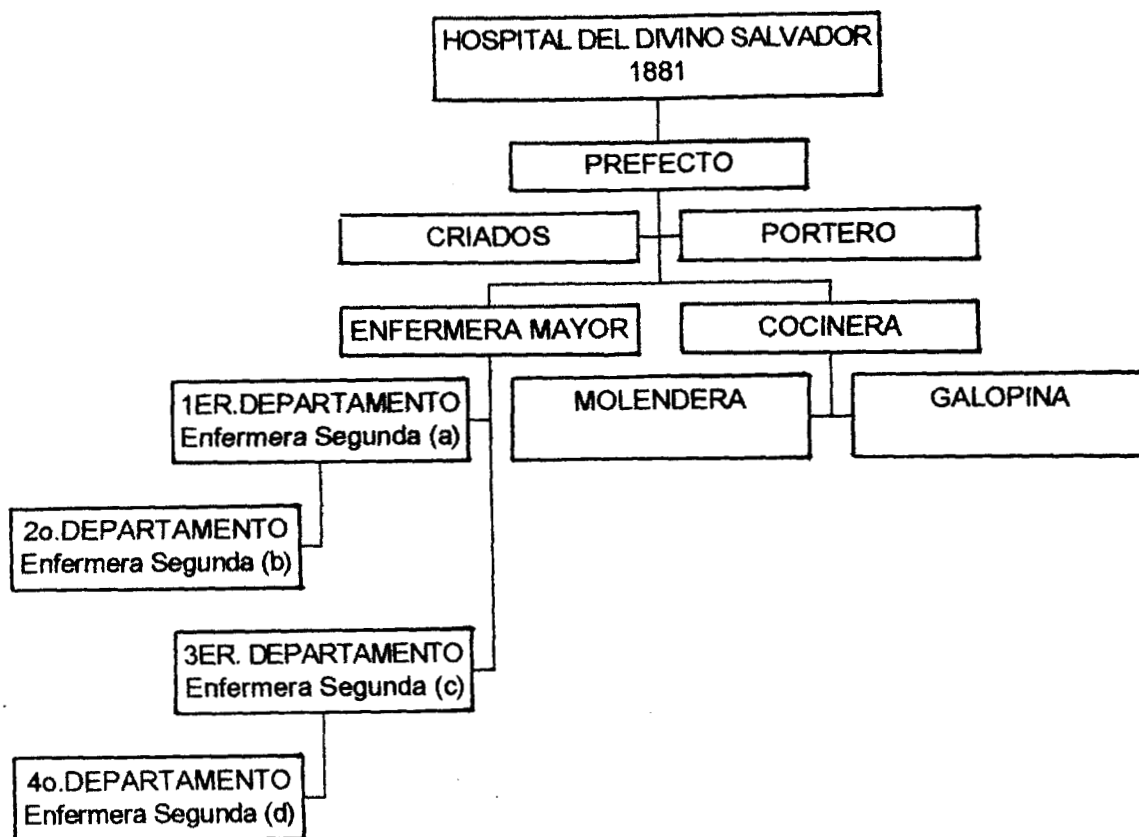 HOSPITAL DEL DIVINO SALVADOR
1881
PREFECTO
CRIADOS
PORTERO
ENFERMERA MAYOR
COCINERA
1ER.DEPARTAMENTO
Enfermera Segunda (a)
MOLENDERA
GALOPINA
2o.DEPARTAMENTO
Enfermera Segunda (b)
3ER. DEPARTAMENTO
Enfermera Segunda (c)
4o.DEPARTAMENTO
Enfermera Segunda (d)